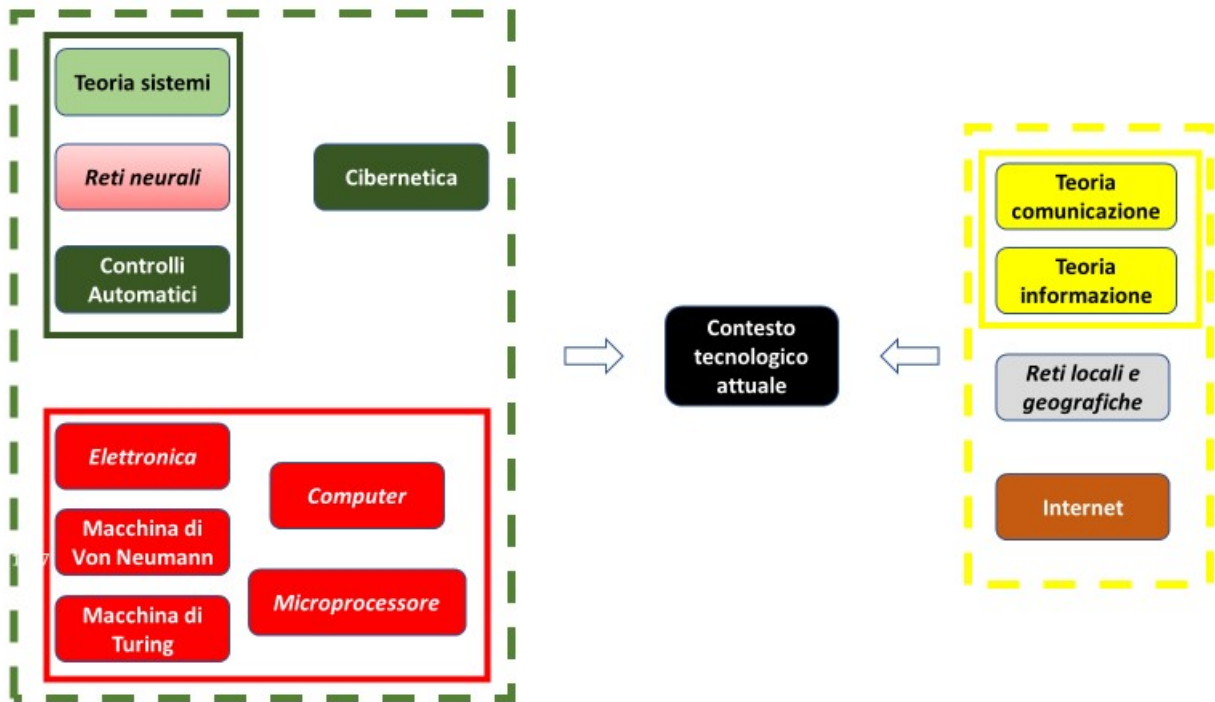 Teoria sistemi
Reti neurali
Cibernetica
Controlli
Automatici
Elettronica
Computer
Macchina di
Von Neumann
Microprocessore
Macchina di
Turing
Contesto
tecnologico
attuale
Teoria
comunicazione
Teoria
informazione
Reti locali e
geografiche
Internet